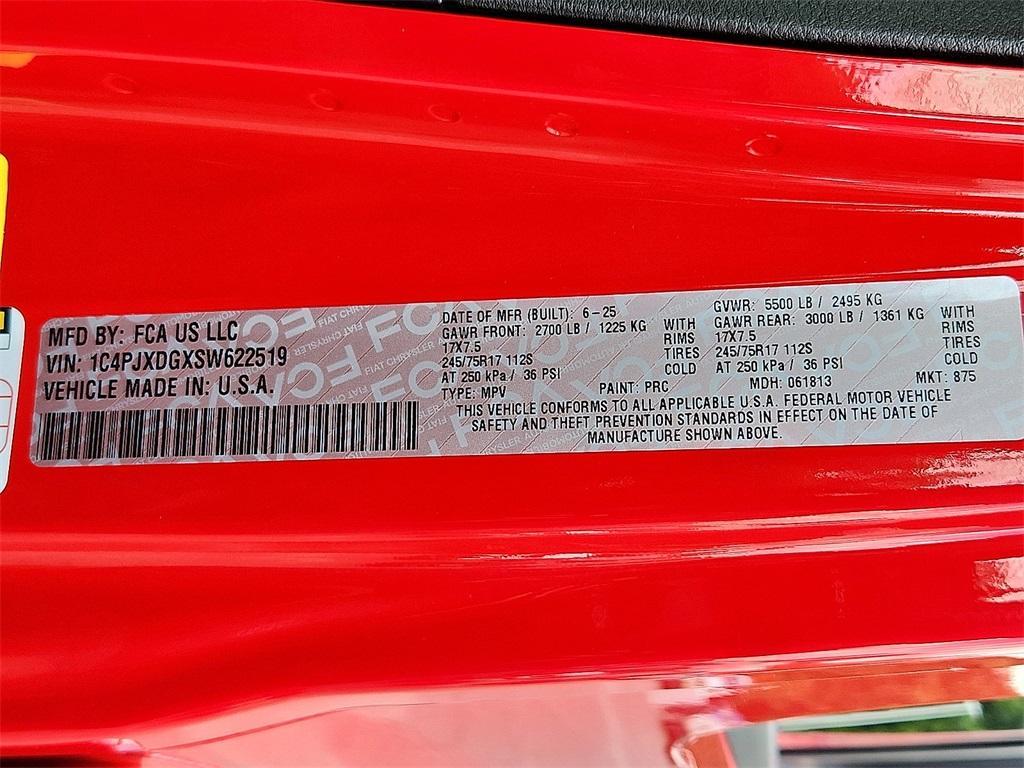 MFD BY: FCA US LLC
VIN: 1C4PJXDGXSW622519
VEHICLE MADE IN: U.S.A.
DATE OF MFR (BUILT): 6-25
GAWR FRONT: 2700 LB / 1225 KG WITH
17X7.5 RIMS
245/75R17 112S TIRES
AT 250 kPa / 36 PSI COLD
GVWR: 5500 LB / 2495 KG
GAWR REAR: 3000 LB / 1361 KG WITH
17X7.5 RIMS
245/75R17 112S TIRES
AT 250 kPa / 36 PSI COLD
TYPE: MPV PAINT: PRC MDH: 061813 MKT: 875
THIS VEHICLE CONFORMS TO ALL APPLICABLE U.S.A. FEDERAL MOTOR VEHICLE
SAFETY AND THEFT PREVENTION STANDARDS IN EFFECT ON THE DATE OF
MANUFACTURE SHOWN ABOVE.